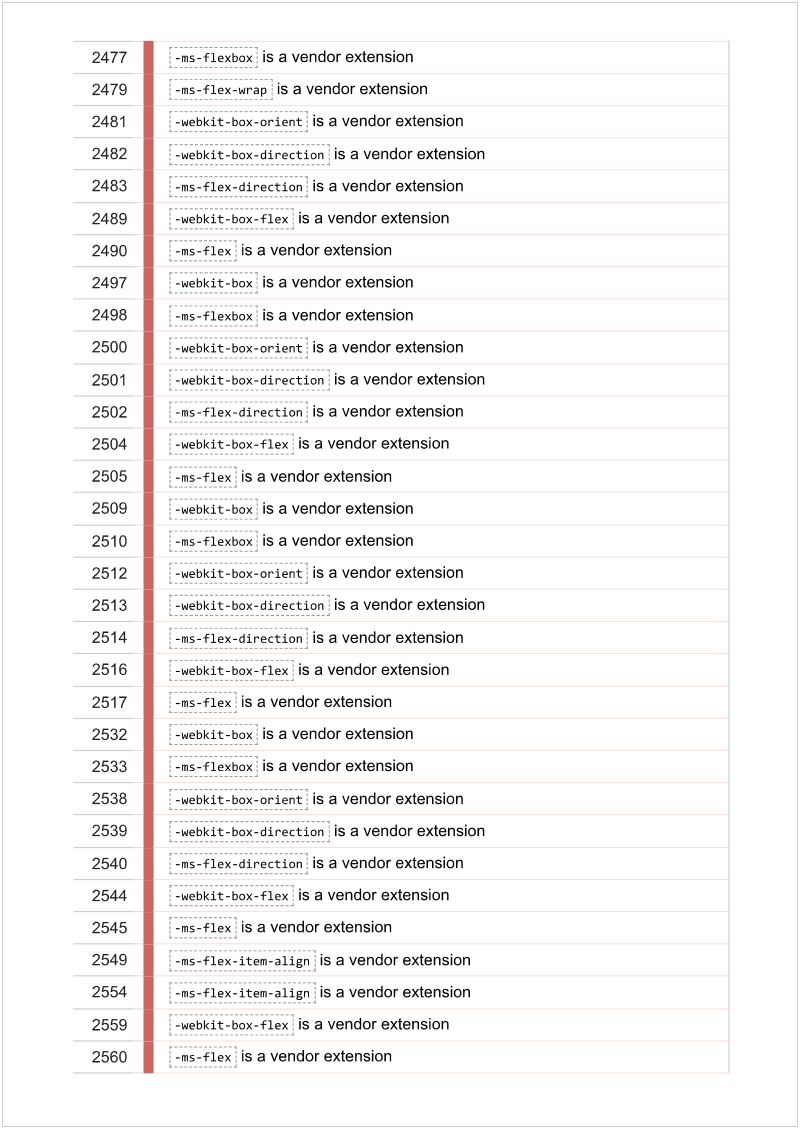 2477 -ms-flexbox is a vendor extension
2479 -ms-flex-wrap is a vendor extension
2481 -webkit-box-orient is a vendor extension
2482 -webkit-box-direction is a vendor extension
2483 -ms-flex-direction is a vendor extension
2489 -webkit-box-flex is a vendor extension
2490 -ms-flex is a vendor extension
2497 -webkit-box is a vendor extension
2498 -ms-flexbox is a vendor extension
2500 -webkit-box-orient is a vendor extension
2501 -webkit-box-direction is a vendor extension
2502 -ms-flex-direction is a vendor extension
2504 -webkit-box-flex is a vendor extension
2505 -ms-flex is a vendor extension
2509 -webkit-box is a vendor extension
2510 -ms-flexbox is a vendor extension
2512 -webkit-box-orient is a vendor extension
2513 -webkit-box-direction is a vendor extension
2514 -ms-flex-direction is a vendor extension
2516 -webkit-box-flex is a vendor extension
2517 -ms-flex is a vendor extension
2532 -webkit-box is a vendor extension
2533 -ms-flexbox is a vendor extension
2538 -webkit-box-orient is a vendor extension
2539 -webkit-box-direction is a vendor extension
2540 -ms-flex-direction is a vendor extension
2544 -webkit-box-flex is a vendor extension
2545 -ms-flex is a vendor extension
2549 -ms-flex-item-align is a vendor extension
2554 -ms-flex-item-align is a vendor extension
2559 -webkit-box-flex is a vendor extension
2560 -ms-flex is a vendor extension